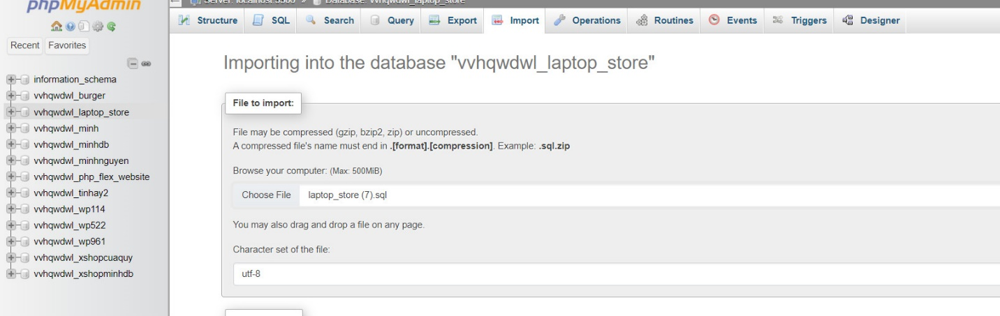 phpMyAdmin
Recent Favorites
information_schema
vvhqwdwl_burger
vvhqwdwl_laptop_store
vvhqwdwl_minh
vvhqwdwl_minhdb
vvhqwdwl_minhnguyen
vvhqwdwl_php_flex_website
vvhqwdwl_tinhay2
vvhqwdwl_wp114
vvhqwdwl_wp522
vvhqwdwl_wp961
vvhqwdwl_xshopcuaquy
vvhqwdwl_xshopminhdb
Server: localhost:3306 » Database: vvhqwdwl_laptop_store
Structure SQL Search Query Export Import Operations Routines Events Triggers Designer
Importing into the database "vvhqwdwl_laptop_store"
File to import:
File may be compressed (gzip, bzip2, zip) or uncompressed.
A compressed file's name must end in .[format].[compression]. Example: .sql.zip
Browse your computer: (Max: 500MiB)
Choose File laptop_store (7).sql
You may also drag and drop a file on any page.
Character set of the file:
utf-8